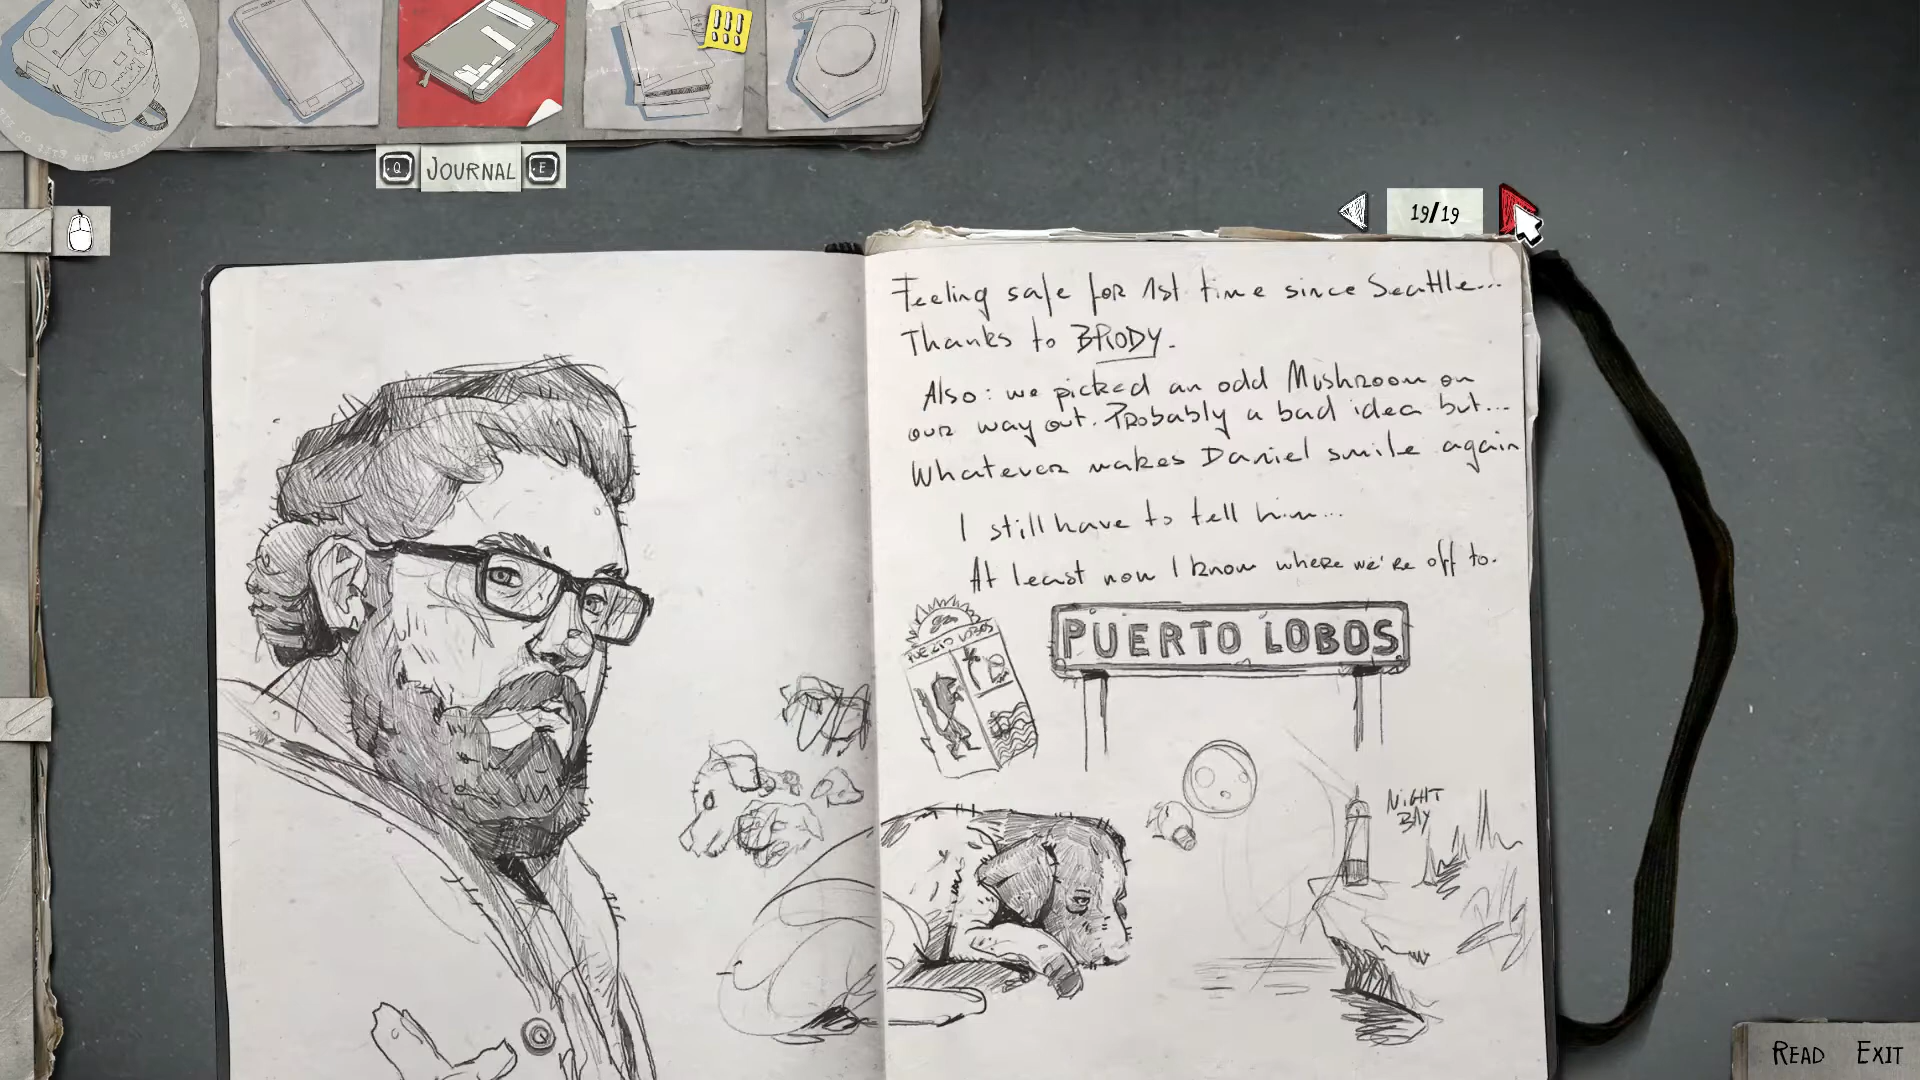 Q JOURNAL E
19/19
Feeling safe for 1st time since Seattle...
Thanks to BRODY.
Also: we picked an odd Mushroom on
our way out. Probably a bad idea but...
Whatever makes Daniel smile again
I still have to tell him...
At least now I know where we're off to.
PUERTO LOBOS
PUERTO LOBOS
NIGHT
BAY
READ EXIT